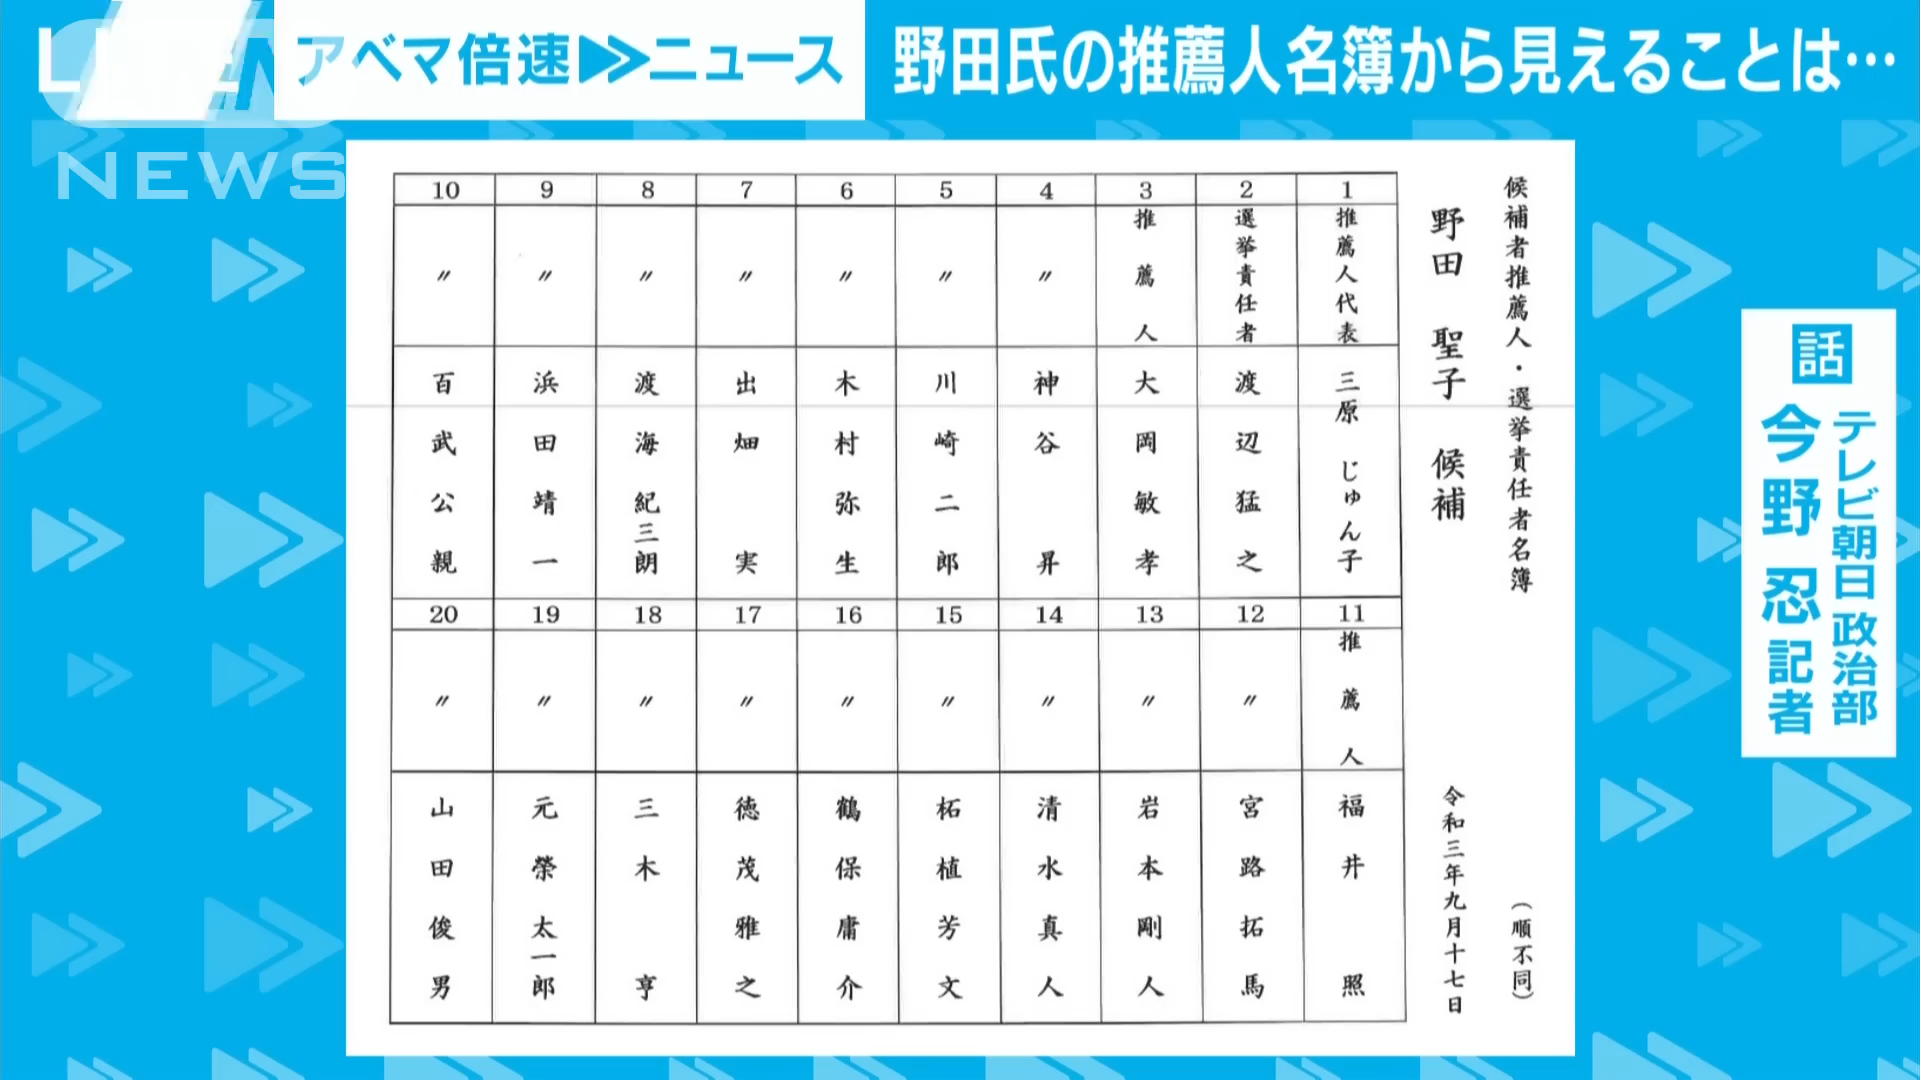 アベマ倍速ニュース
野田氏の推薦人名簿から見えることは…
NEWS
候補者推薦人・選挙責任者名簿
(順不同)
野田 聖子 候補
令和三年九月十七日
1 推薦人代表 三原 じゅん子
2 選挙責任者 渡辺猛之
3 推薦人 大岡敏孝
4 〃 神谷 昇
5 〃 川崎二郎
6 〃 木村弥生
7 〃 出畑 実
8 〃 渡海紀三朗
9 〃 浜田靖一
10 〃 百武公親
11 推薦人 福井 照
12 〃 宮路拓馬
13 〃 岩本剛人
14 〃 清水真人
15 〃 柘植芳文
16 〃 鶴保庸介
17 〃 徳茂雅之
18 〃 三木 亨
19 〃 元榮太一郎
20 〃 山田俊男
話
テレビ朝日 政治部
今野 忍 記者